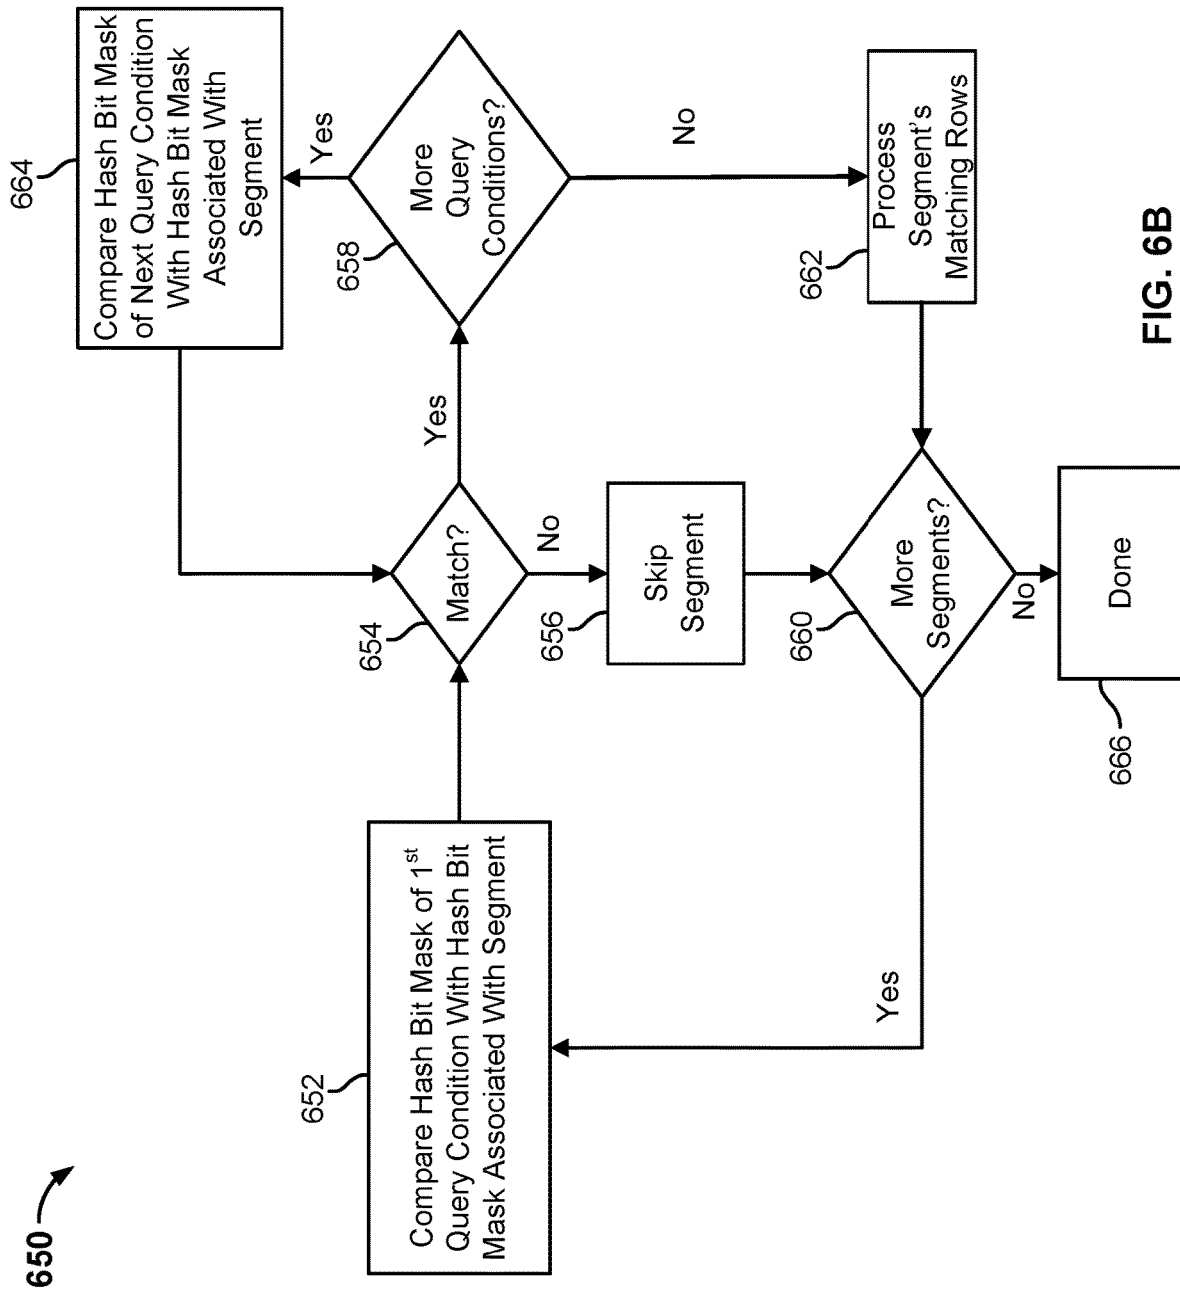 650
652
Compare Hash Bit Mask of 1st
Query Condition With Hash Bit
Mask Associated With Segment
654
Match?
Yes
No
656
Skip
Segment
658
More
Query
Conditions?
Yes
No
664
Compare Hash Bit Mask
of Next Query Condition
With Hash Bit Mask
Associated With
Segment
662
Process
Segment's
Matching Rows
660
More
Segments?
Yes
No
666
Done
FIG. 6B